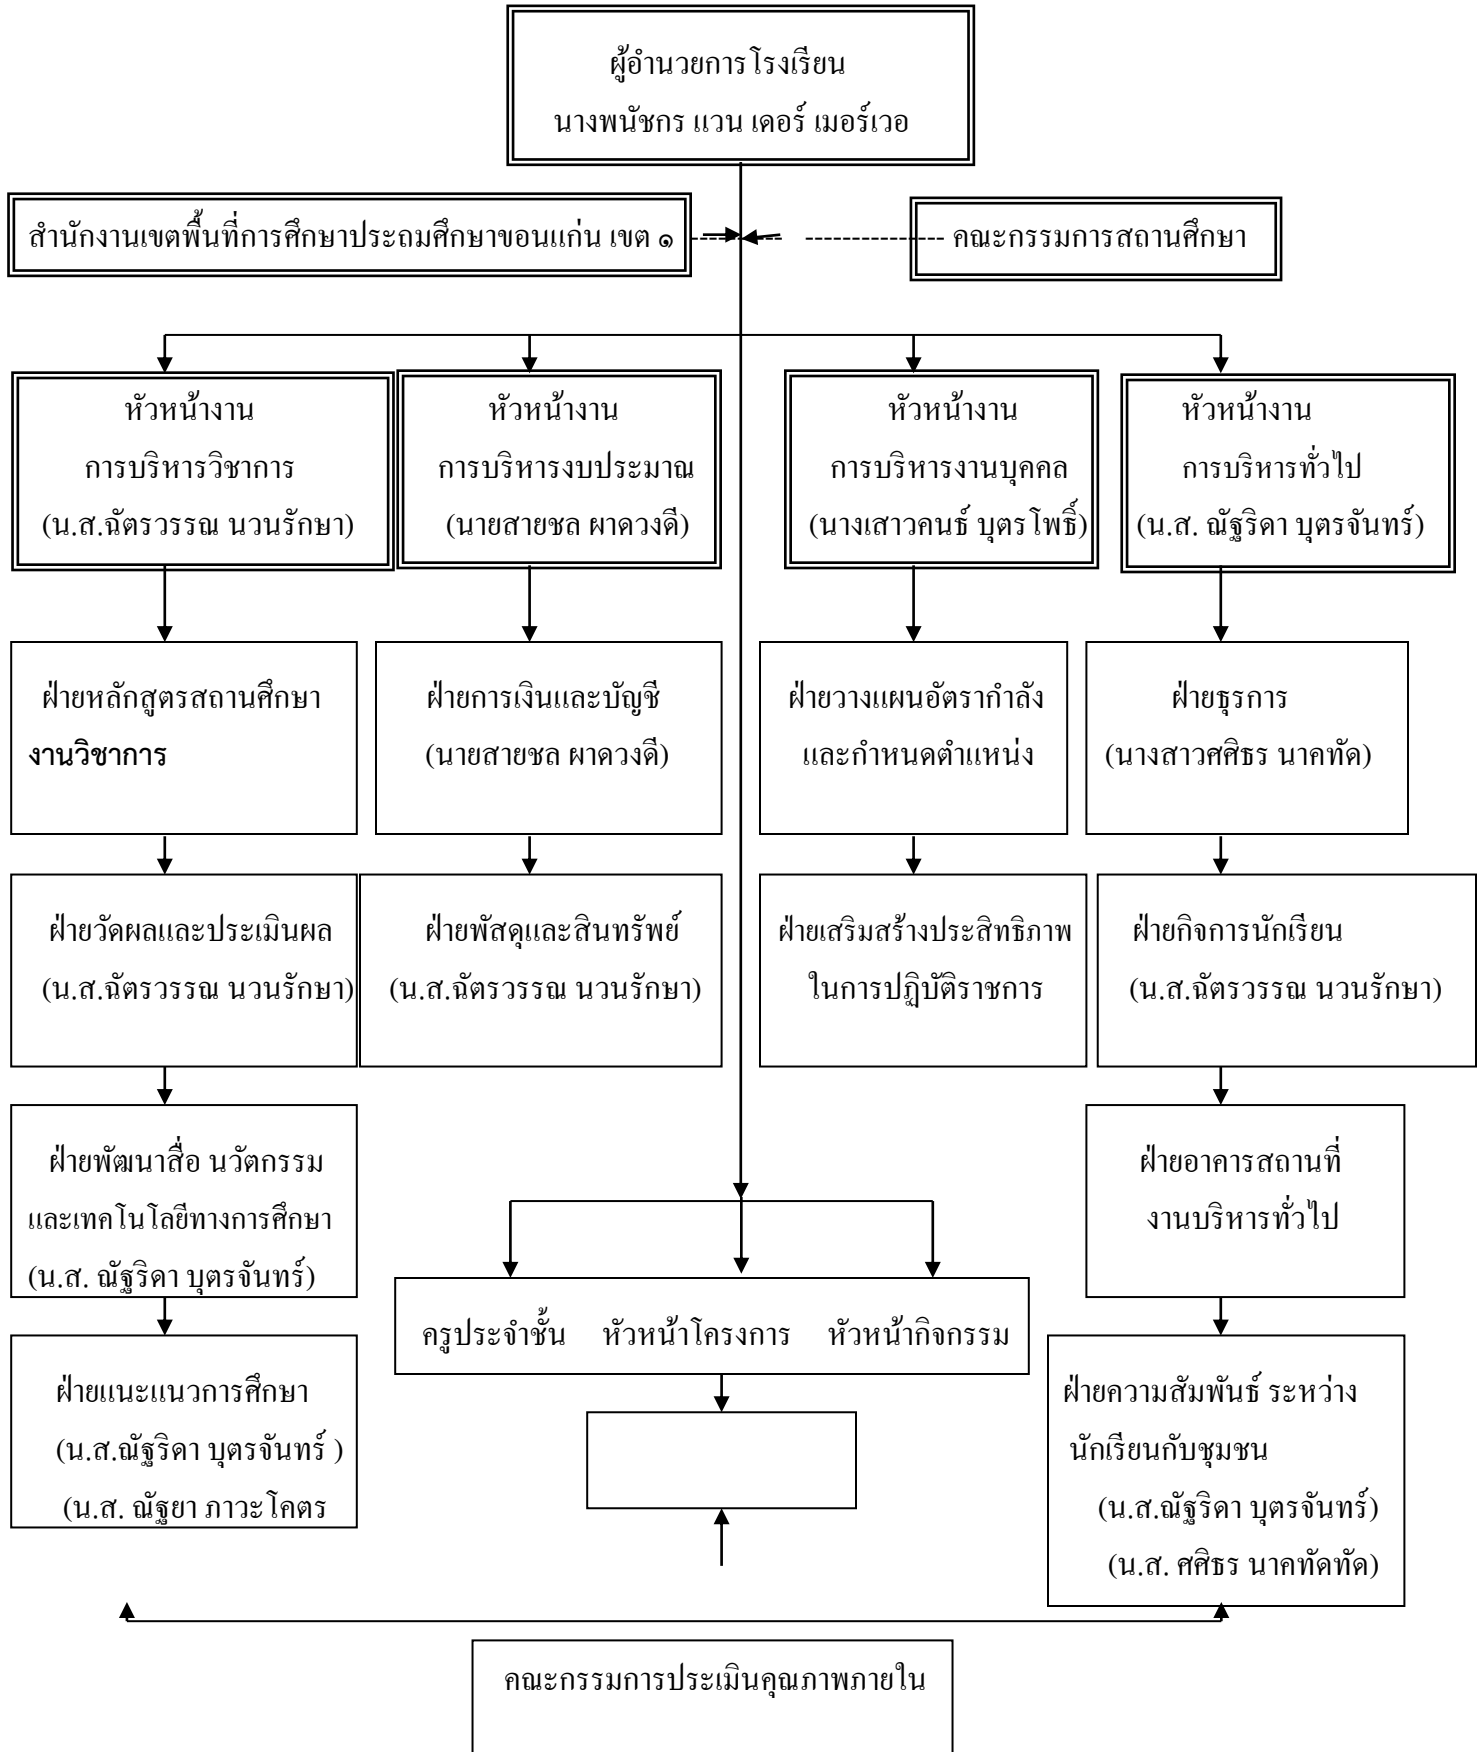 ผู้อำนวยการโรงเรียน
นางพนัชกร แวน เดอร์ เมอร์เวอ
สำนักงานเขตพื้นที่การศึกษาประถมศึกษาขอนแก่น เขต ๑
คณะกรรมการสถานศึกษา
หัวหน้างาน
การบริหารวิชาการ
(น.ส.ฉัตรวรรณ นวนรักษา)
หัวหน้างาน
การบริหารงบประมาณ
(นายสายชล ผาดวงดี)
หัวหน้างาน
การบริหารงานบุคคล
(นางเสาวคนธ์ บุตรโพธิ์)
หัวหน้างาน
การบริหารทั่วไป
(น.ส. ณัฐริดา บุตรจันทร์)
ฝ่ายหลักสูตรสถานศึกษา
งานวิชาการ
ฝ่ายการเงินและบัญชี
(นายสายชล ผาดวงดี)
ฝ่ายวางแผนอัตรากำลัง
และกำหนดตำแหน่ง
ฝ่ายธุรการ
(นางสาวศศิธร นาคทัด)
ฝ่ายวัดผลและประเมินผล
(น.ส.ฉัตรวรรณ นวนรักษา)
ฝ่ายพัสดุและสินทรัพย์
(น.ส.ฉัตรวรรณ นวนรักษา)
ฝ่ายเสริมสร้างประสิทธิภาพ
ในการปฏิบัติราชการ
ฝ่ายกิจการนักเรียน
(น.ส.ฉัตรวรรณ นวนรักษา)
ฝ่ายพัฒนาสื่อ นวัตกรรม
และเทคโนโลยีทางการศึกษา
(น.ส. ณัฐริดา บุตรจันทร์)
ฝ่ายอาคารสถานที่
งานบริหารทั่วไป
ครูประจำชั้น หัวหน้าโครงการ หัวหน้ากิจกรรม
ฝ่ายแนะแนวการศึกษา
(น.ส.ณัฐริดา บุตรจันทร์ )
(น.ส. ณัฐยา ภาวะโคตร
ฝ่ายความสัมพันธ์ ระหว่าง
นักเรียนกับชุมชน
(น.ส.ณัฐริดา บุตรจันทร์)
(น.ส. ศศิธร นาคทัดทัด)
คณะกรรมการประเมินคุณภาพภายใน